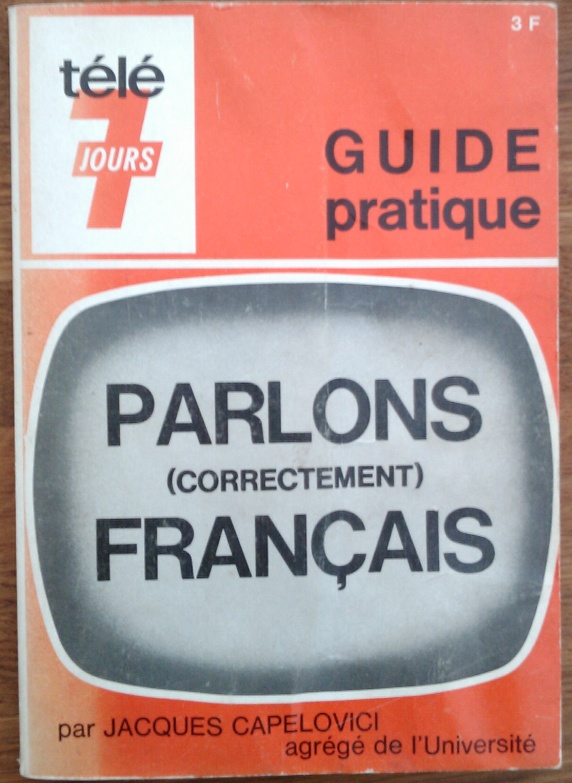 3 F
télé
7
JOURS
GUIDE
pratique
PARLONS
(CORRECTEMENT)
FRANÇAIS
par JACQUES CAPELOVICI
agrégé de l'Université